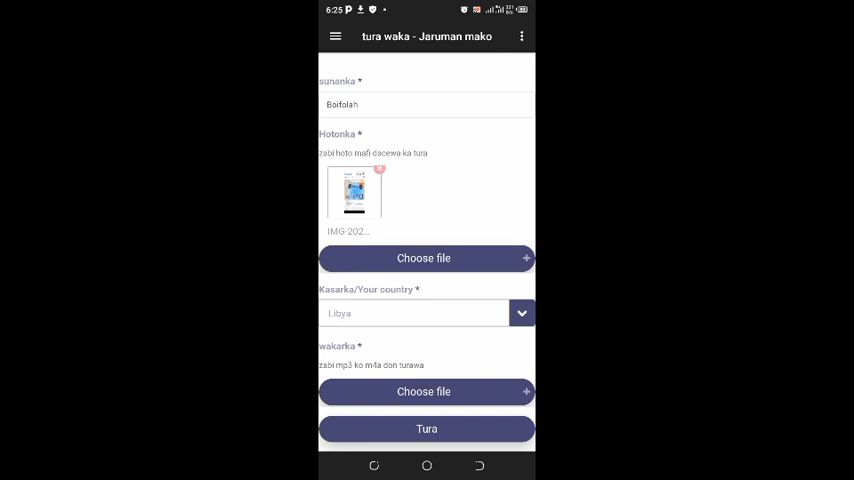 6:25
tura waka - Jaruman mako
sunanka *
Boifolah
Hotonka *
zabi hoto mafi dacewa ka tura
IMG-202...
Choose file +
Kasarka/Your country *
Libya
wakarka *
zabi mp3 ko m4a don turawa
Choose file +
Tura